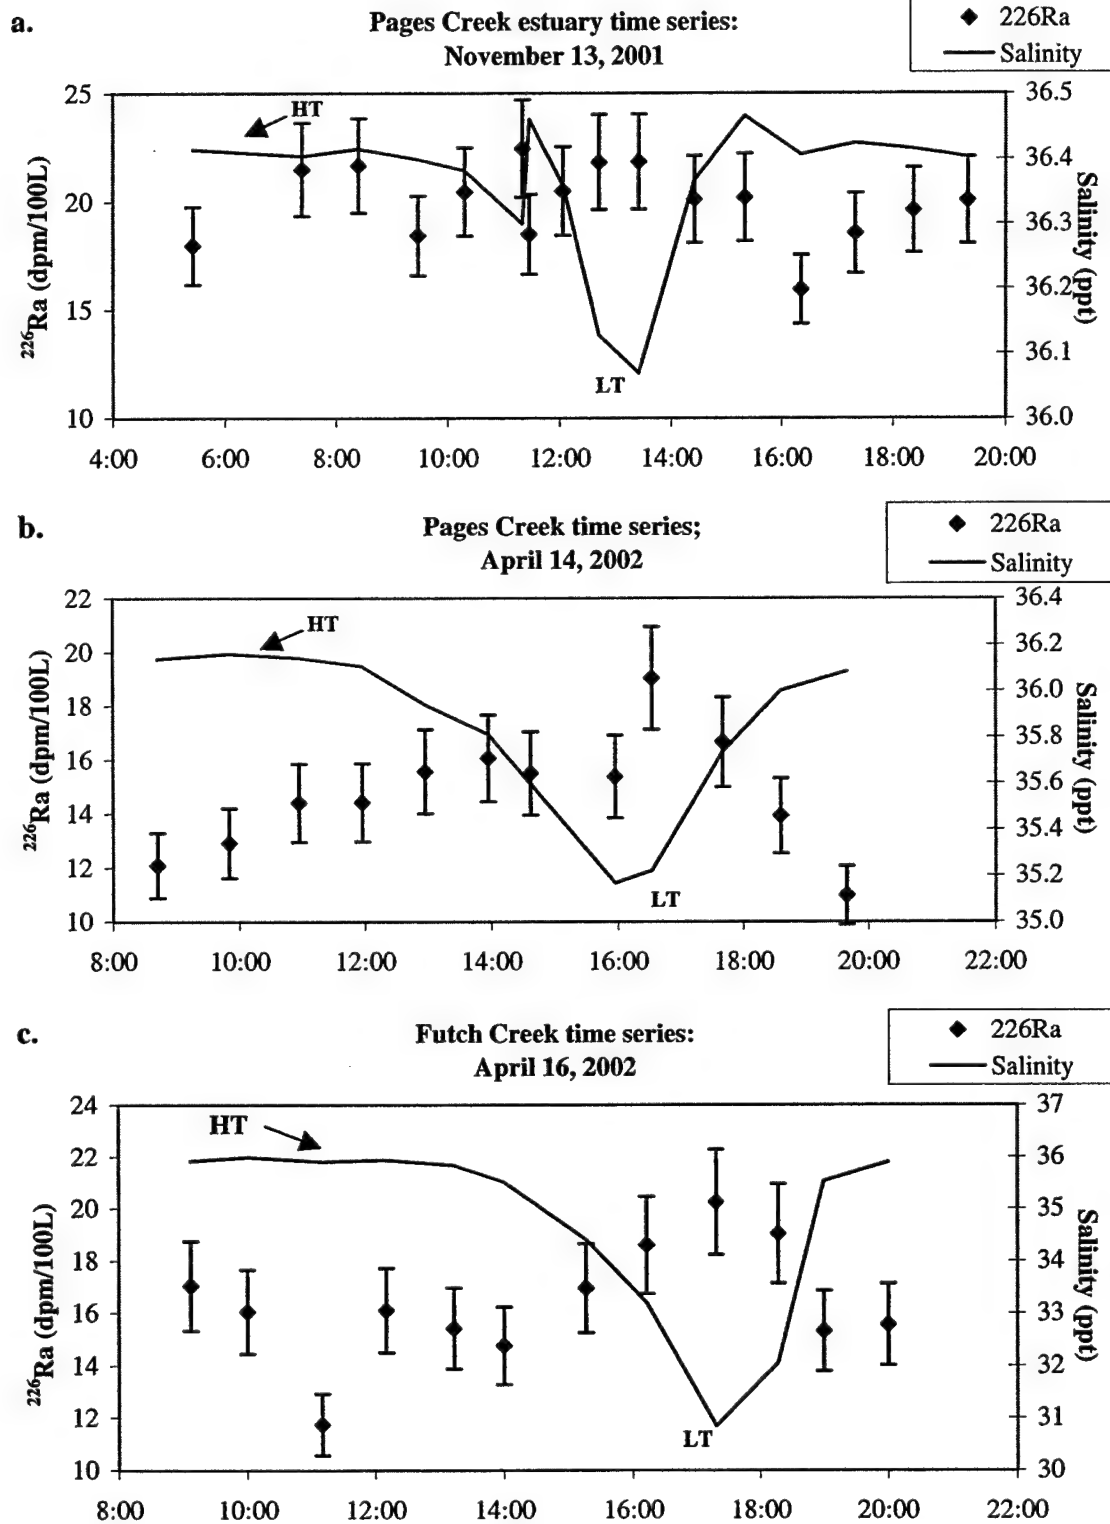 a.
Pages Creek estuary time series:
November 13, 2001
226Ra
Salinity
25
20
15
10
²²⁶Ra (dpm/100L)
HT
LT
36.5
36.4
36.3
36.2
36.1
36.0
Salinity (ppt)
4:00 6:00 8:00 10:00 12:00 14:00 16:00 18:00 20:00
b.
Pages Creek time series;
April 14, 2002
226Ra
Salinity
22
20
18
16
14
12
10
²²⁶Ra (dpm/100L)
HT
LT
36.4
36.2
36.0
35.8
35.6
35.4
35.2
35.0
Salinity (ppt)
8:00 10:00 12:00 14:00 16:00 18:00 20:00 22:00
c.
Futch Creek time series:
April 16, 2002
226Ra
Salinity
24
22
20
18
16
14
12
10
²²⁶Ra (dpm/100L)
HT
LT
37
36
35
34
33
32
31
30
Salinity (ppt)
8:00 10:00 12:00 14:00 16:00 18:00 20:00 22:00